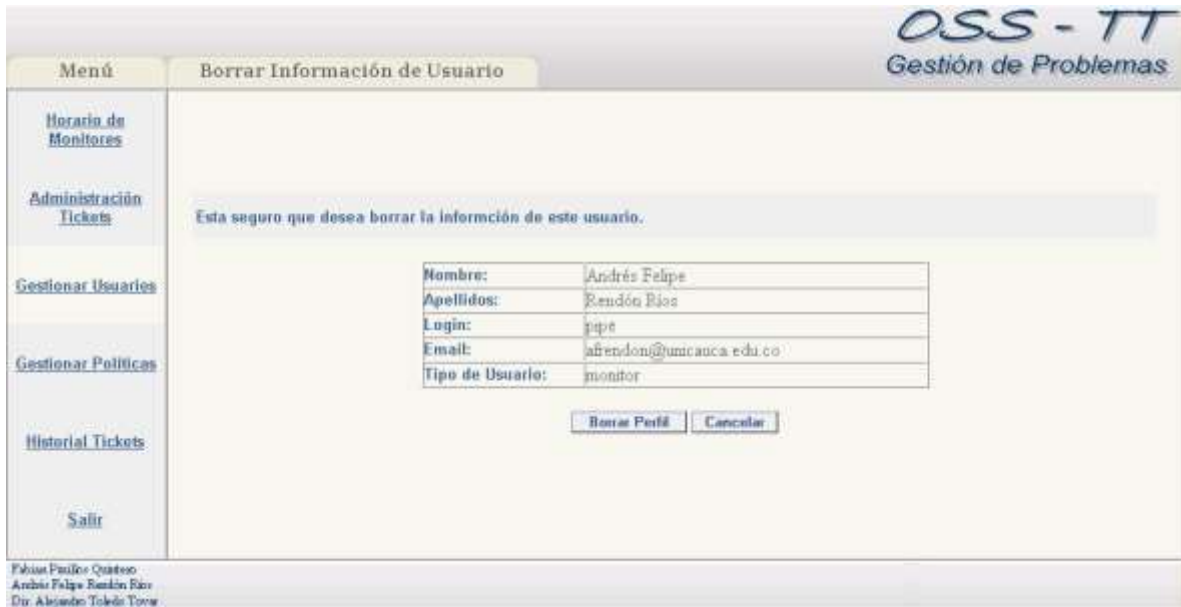 OSS - TT
Gestión de Problemas
Menú
Borrar Información de Usuario
Horario de
Monitores
Administración
Tickets
Gestionar Usuarios
Gestionar Políticas
Historial Tickets
Salir
Esta seguro que desea borrar la informción de este usuario.
Nombre: Andrés Felipe
Apellidos: Rendón Ríos
Login: pipe
Email: afrendon@unicauca.edu.co
Tipo de Usuario: monitor
Borrar Perfil Cancelar
Quintero
Andrés Felipe Rendón Ríos
Dir. Alejandro Toledo Tovar